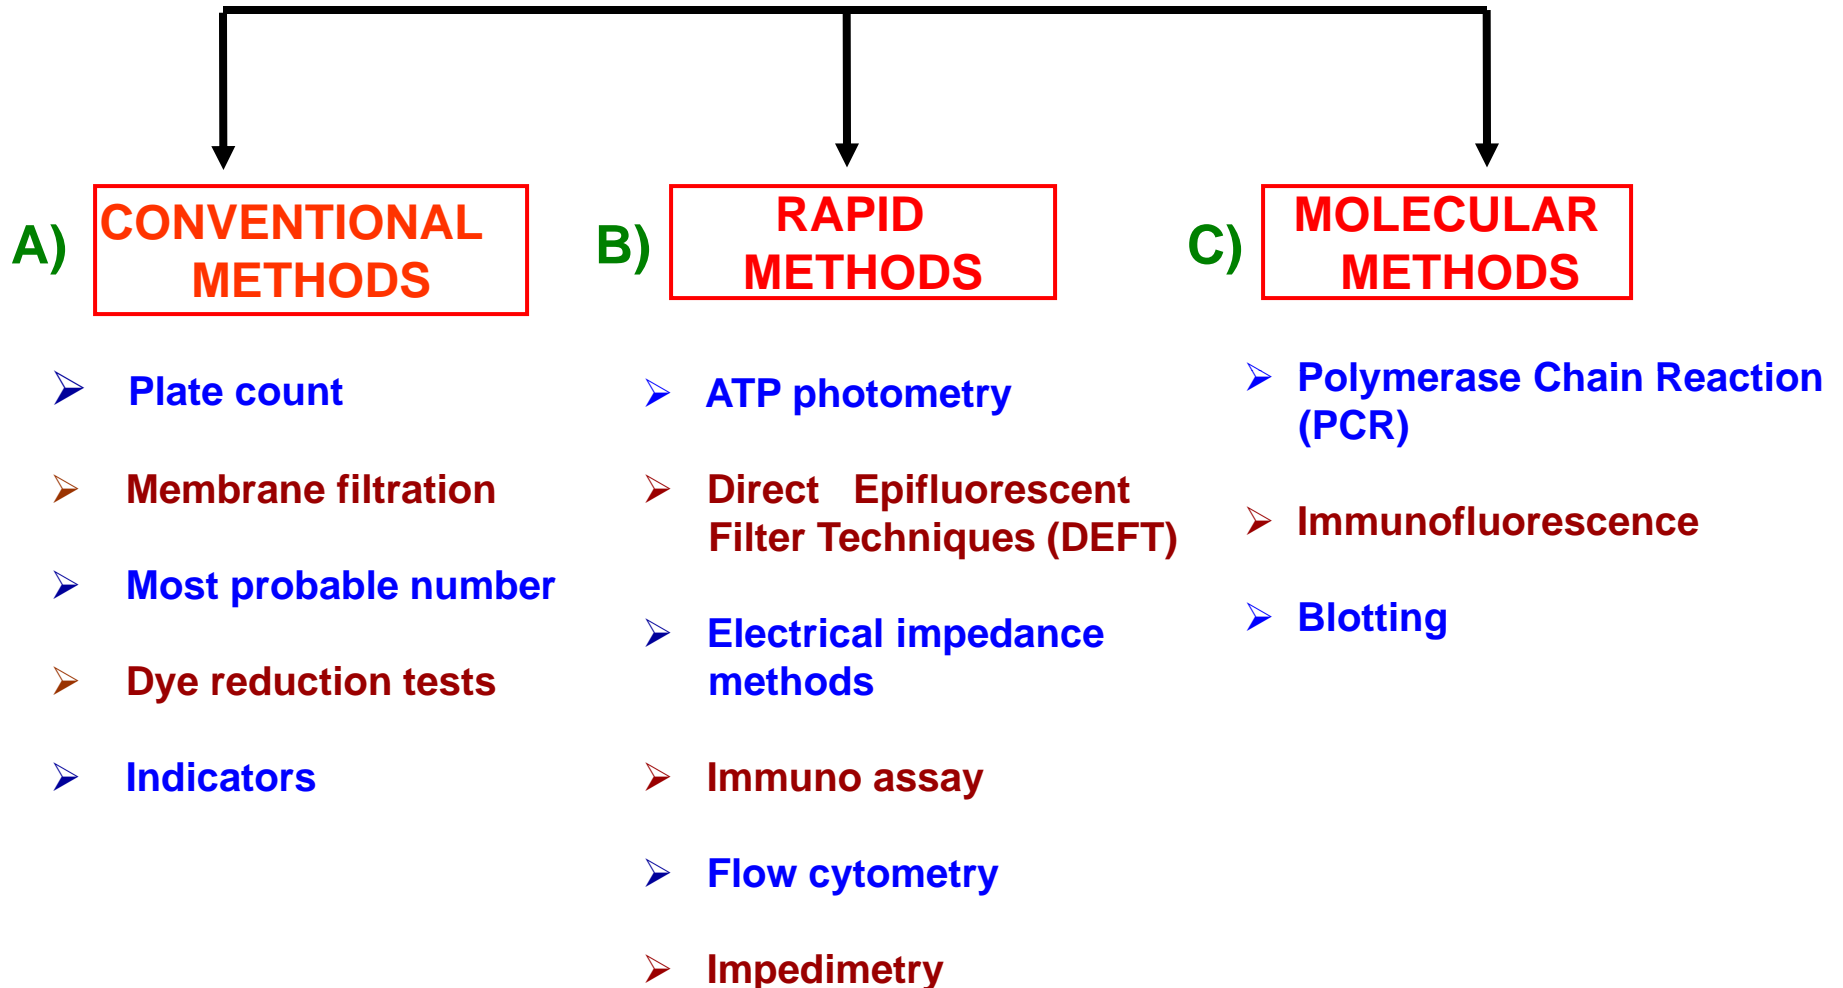 A)
CONVENTIONAL
METHODS
➢ Plate count
➢ Membrane filtration
➢ Most probable number
➢ Dye reduction tests
➢ Indicators
B)
RAPID
METHODS
➢ ATP photometry
➢ Direct Epifluorescent
Filter Techniques (DEFT)
➢ Electrical impedance
methods
➢ Immuno assay
➢ Flow cytometry
➢ Impedimetry
C)
MOLECULAR
METHODS
➢ Polymerase Chain Reaction
(PCR)
➢ Immunofluorescence
➢ Blotting